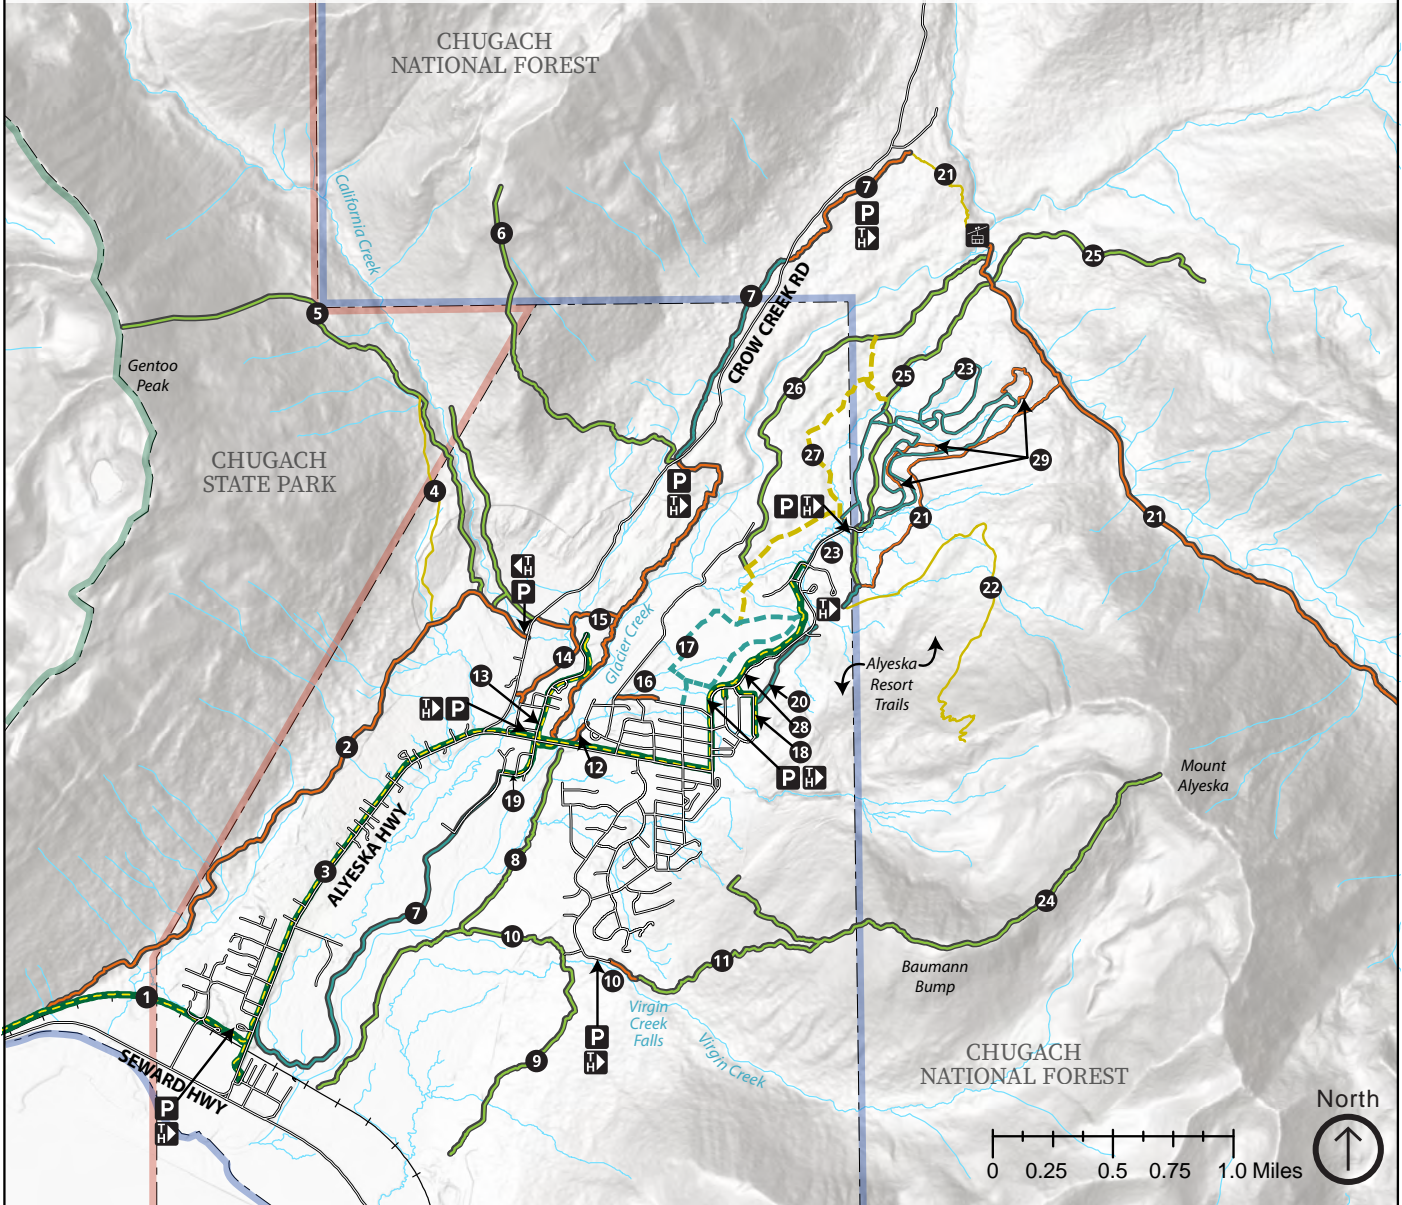 CHUGACH
NATIONAL FOREST
7
P
TH
21
California Creek
6
25
7
CROW CREEK RD
5
Gentoo
Peak
23
26
25
27
CHUGACH
STATE PARK
29
4
P
TH
P
TH
21
21
23
TH
P
22
TH
15
Glacier Creek
17
14
13
16
Alyeska
Resort
Trails
20
TH
P
28
18
2
12
P
TH
Mount
Alyeska
19
ALYESKA HWY
3
8
24
7
10
11
Baumann
Bump
10
1
Virgin
Creek
Falls
P
TH
Virgin Creek
9
CHUGACH
NATIONAL FOREST
SEWARD HWY
P
TH
North
0 0.25 0.5 0.75 1.0 Miles